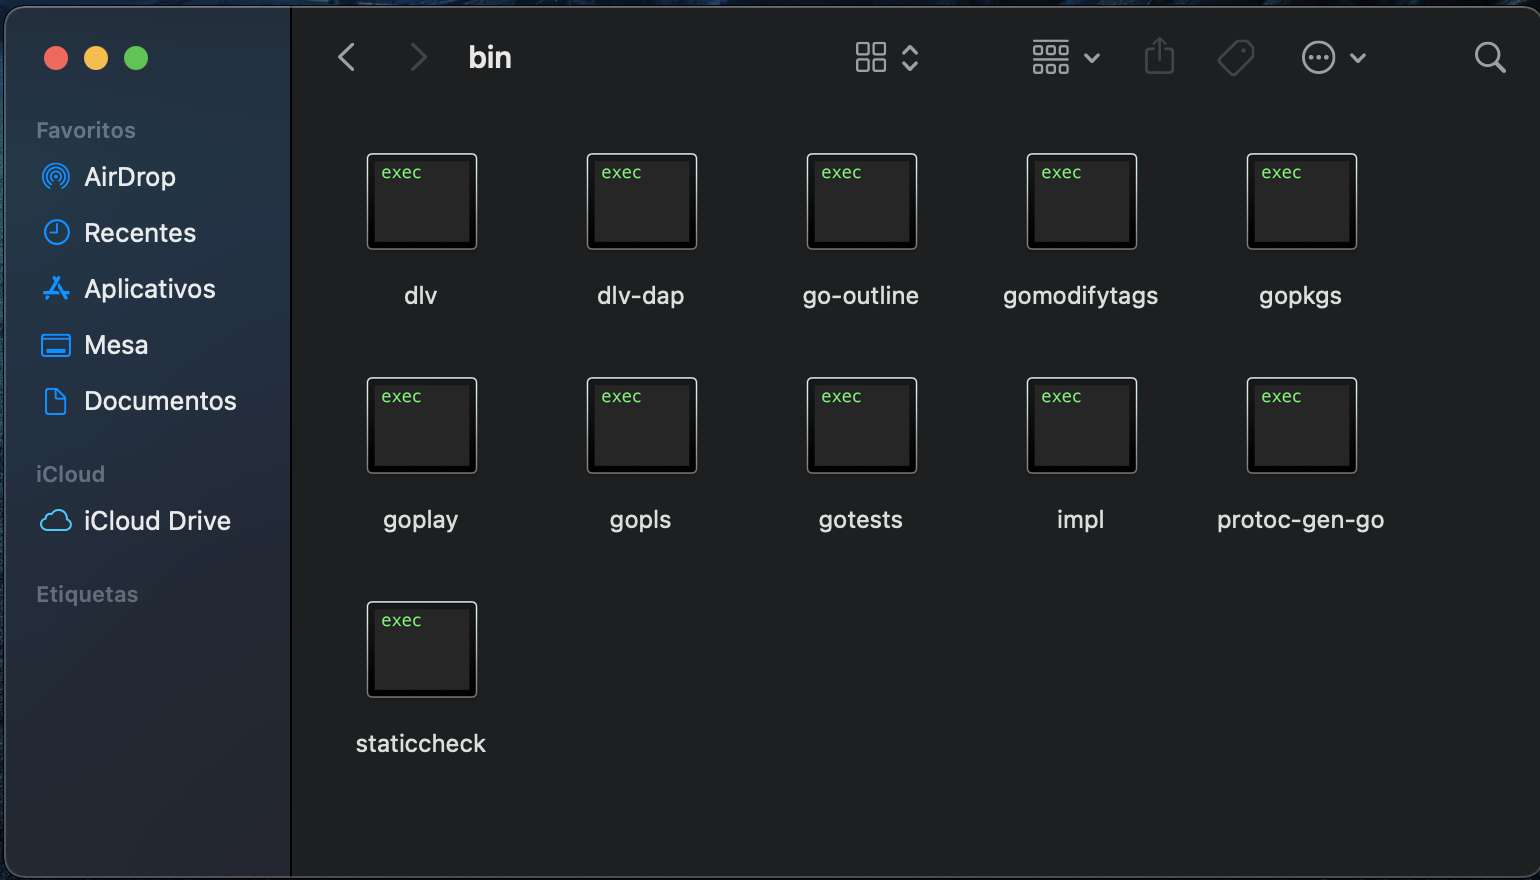 bin
Favoritos
AirDrop
Recentes
Aplicativos
Mesa
Documentos
iCloud
iCloud Drive
Etiquetas
exec exec exec exec exec
dlv dlv-dap go-outline gomodifytags gopkgs
exec exec exec exec exec
goplay gopls gotests impl protoc-gen-go
exec
staticcheck